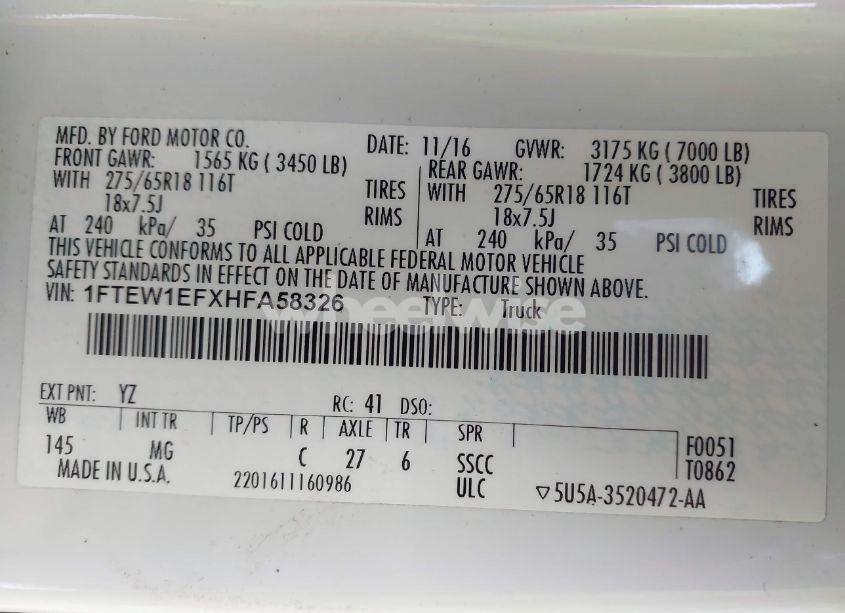 MFD. BY FORD MOTOR CO. DATE: 11/16 GVWR: 3175 KG ( 7000 LB)
FRONT GAWR: 1565 KG ( 3450 LB) REAR GAWR: 1724 KG ( 3800 LB)
WITH 275/65R18 116T TIRES WITH 275/65R18 116T TIRES
18x7.5J RIMS 18x7.5J RIMS
AT 240 kPa/ 35 PSI COLD AT 240 kPa/ 35 PSI COLD
THIS VEHICLE CONFORMS TO ALL APPLICABLE FEDERAL MOTOR VEHICLE
SAFETY STANDARDS IN EFFECT ON THE DATE OF MANUFACTURE SHOWN ABOVE.
VIN: 1FTEW1EFXHFA58326 TYPE: Truck
wheelwise
EXT PNT: YZ RC: 41 DSO:
WB INT TR TP/PS R AXLE TR SPR F0051
145 MG C 27 6 SSCC T0862
MADE IN U.S.A. 2201611160986 ULC ▽5U5A-3520472-AA